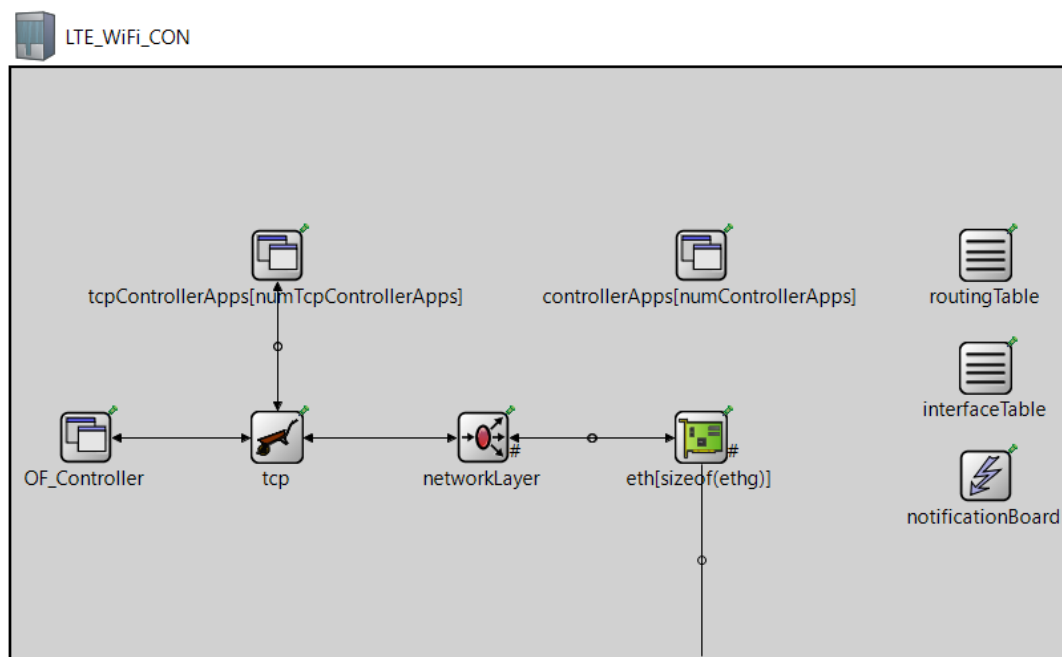 LTE_WiFi_CON
tcpControllerApps[numTcpControllerApps]
controllerApps[numControllerApps]
routingTable
interfaceTable
OF_Controller
tcp
#
networkLayer
#
eth[sizeof(ethg)]
notificationBoard